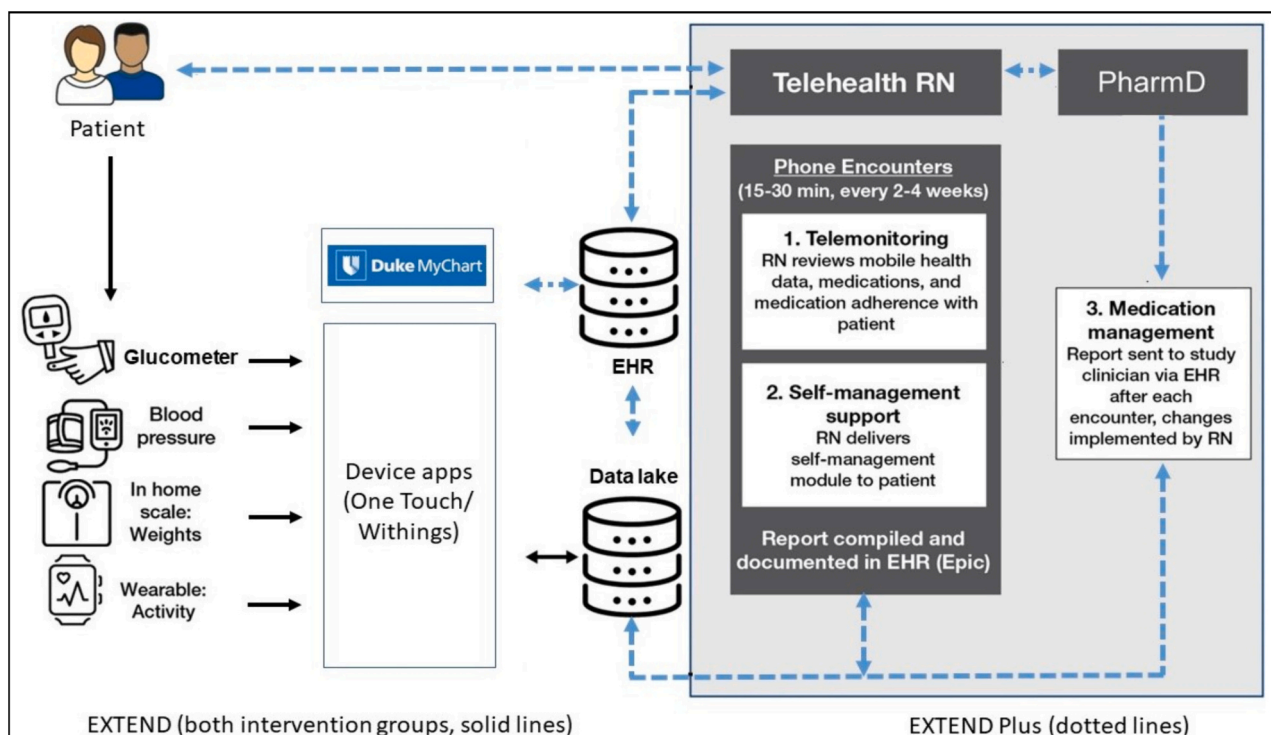 Patient
Glucometer
Blood
pressure
In home
scale:
Weights
Wearable:
Activity
Duke MyChart
Device apps
(One Touch/
Withings)
EHR
Data lake
Telehealth RN
PharmD
Phone Encounters
(15-30 min, every 2-4 weeks)
1. Telemonitoring
RN reviews mobile health
data, medications, and
medication adherence with
patient
2. Self-management
support
RN delivers
self-management
module to patient
Report compiled and
documented in EHR (Epic)
3. Medication
management
Report sent to study
clinician via EHR
after each
encounter, changes
implemented by RN
EXTEND (both intervention groups, solid lines)
EXTEND Plus (dotted lines)